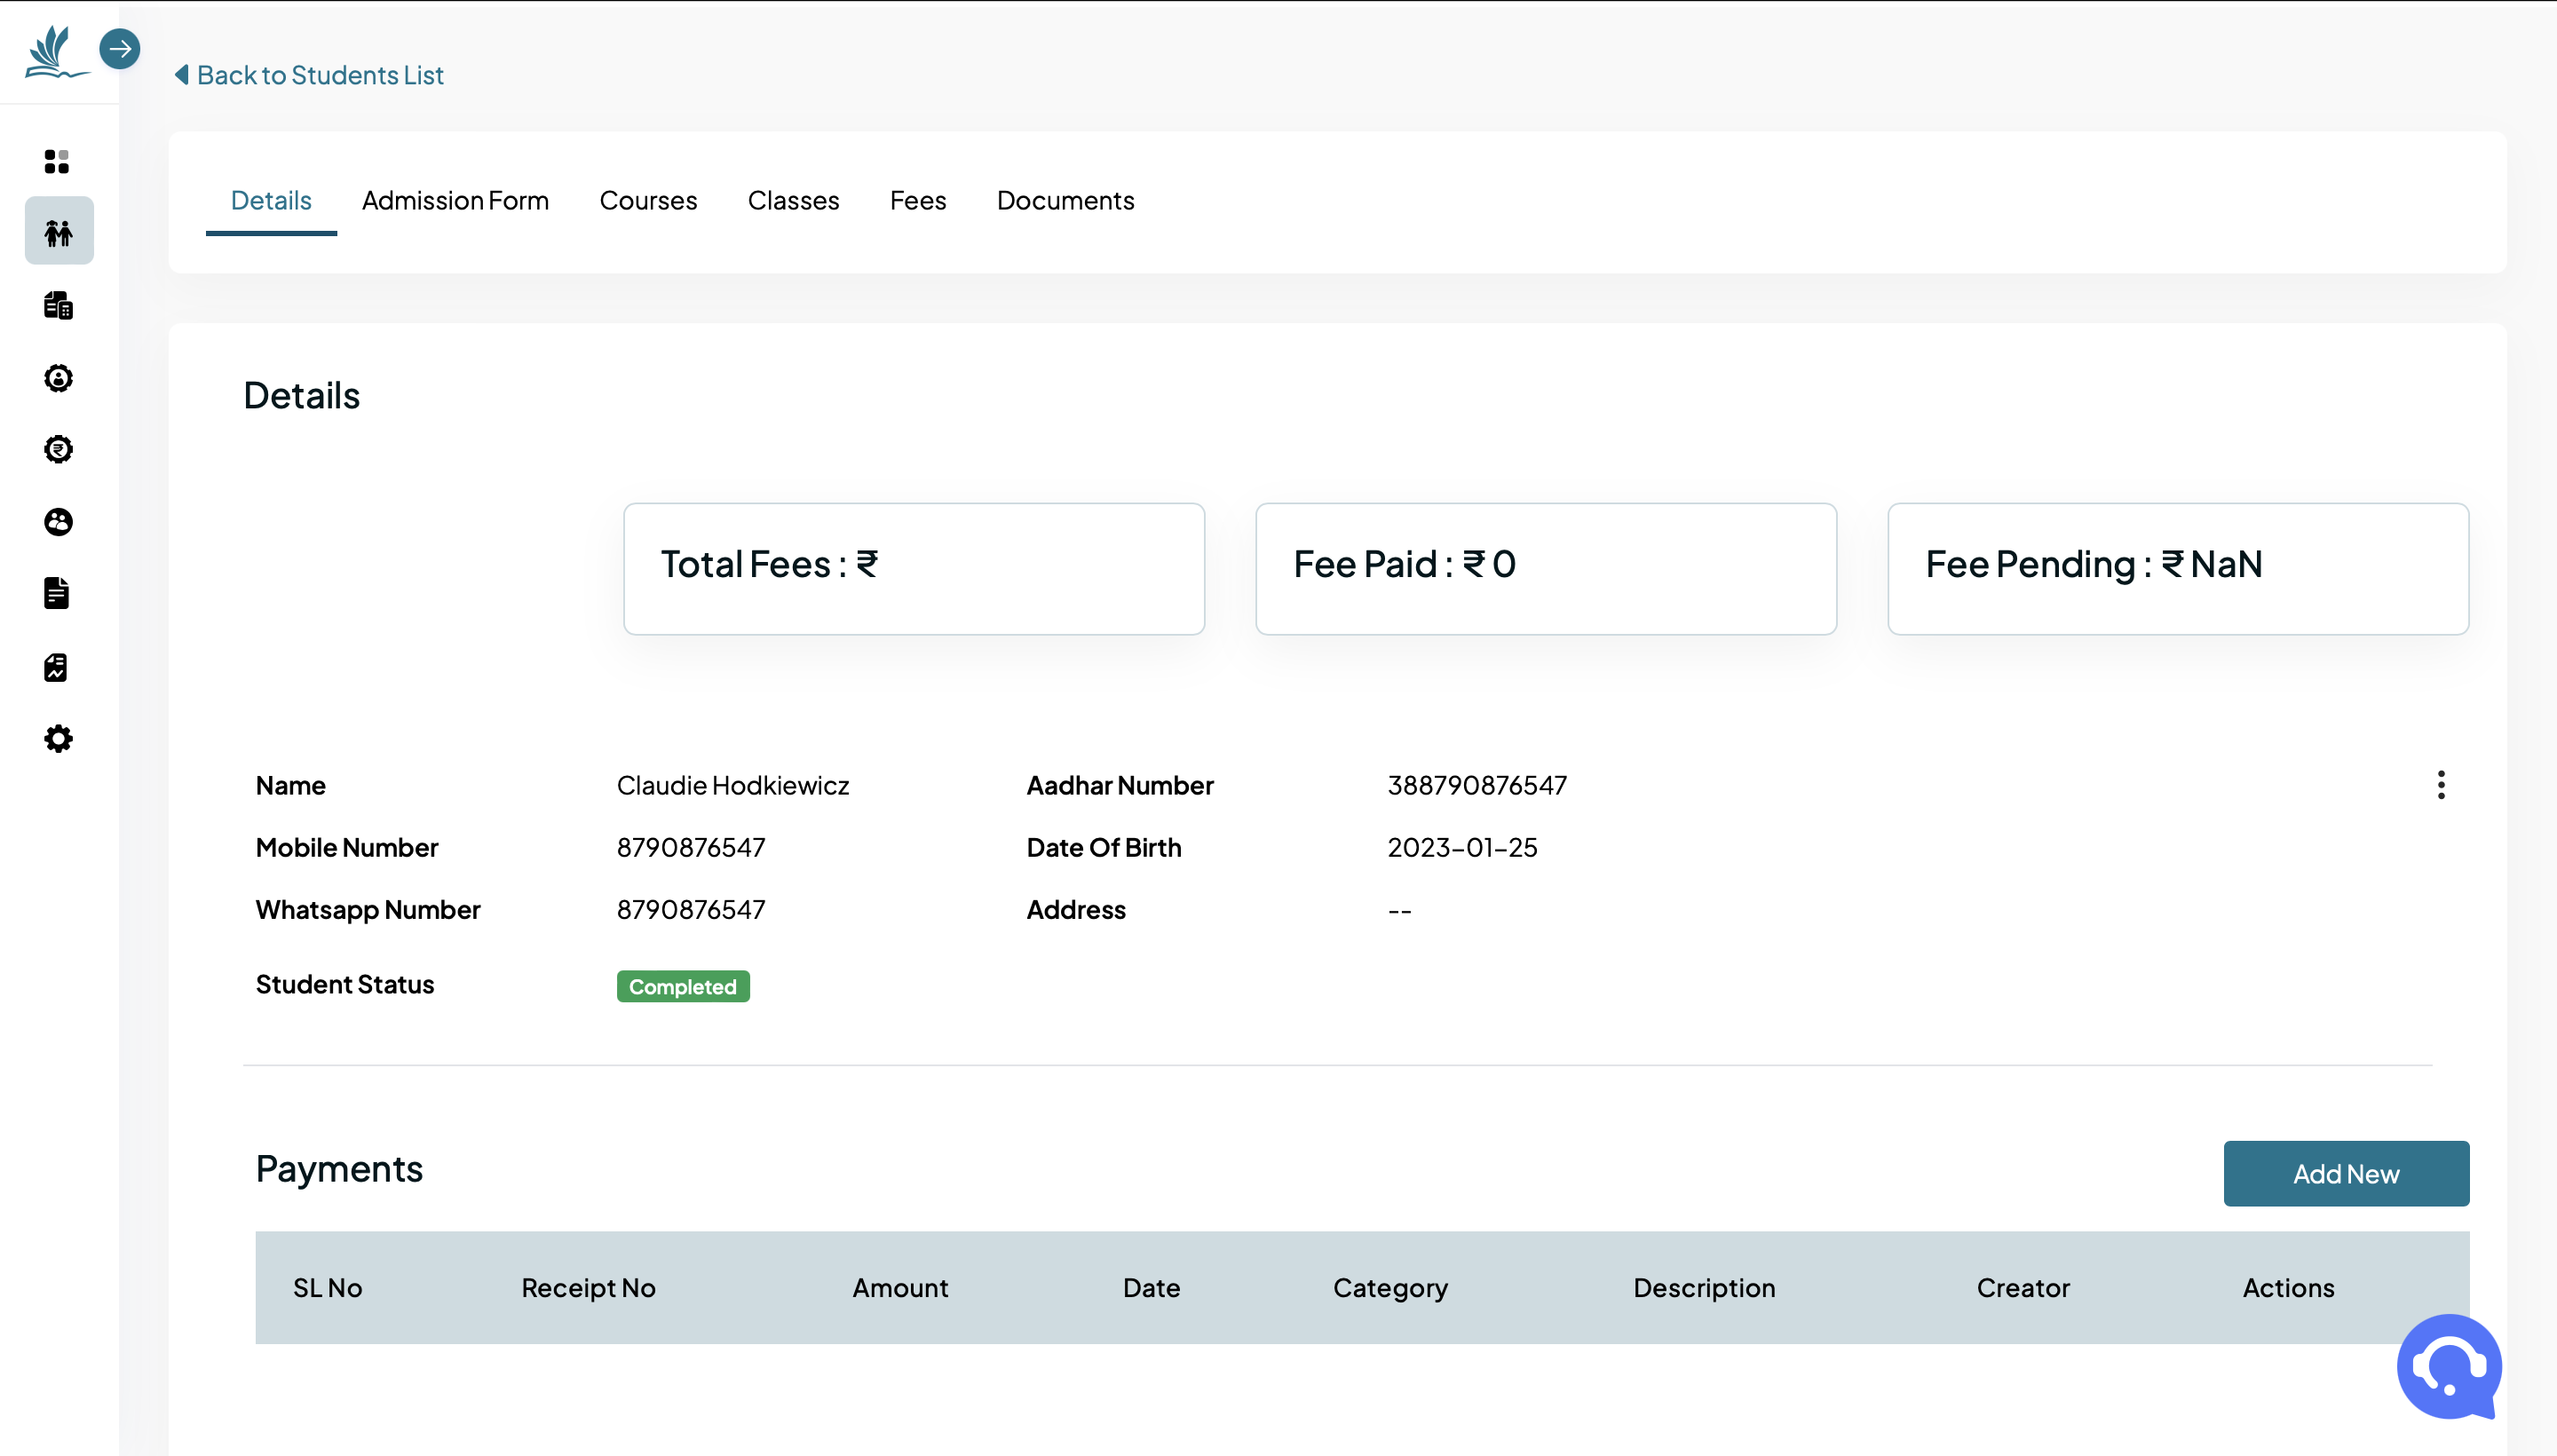 Back to Students List
Details Admission Form Courses Classes Fees Documents
Details
Total Fees : ₹ Fee Paid : ₹ 0 Fee Pending : ₹ NaN
Name Claudie Hodkiewicz Aadhar Number 388790876547
Mobile Number 8790876547 Date Of Birth 2023-01-25
Whatsapp Number 8790876547 Address --
Student Status Completed
Payments Add New
SL No Receipt No Amount Date Category Description Creator Actions